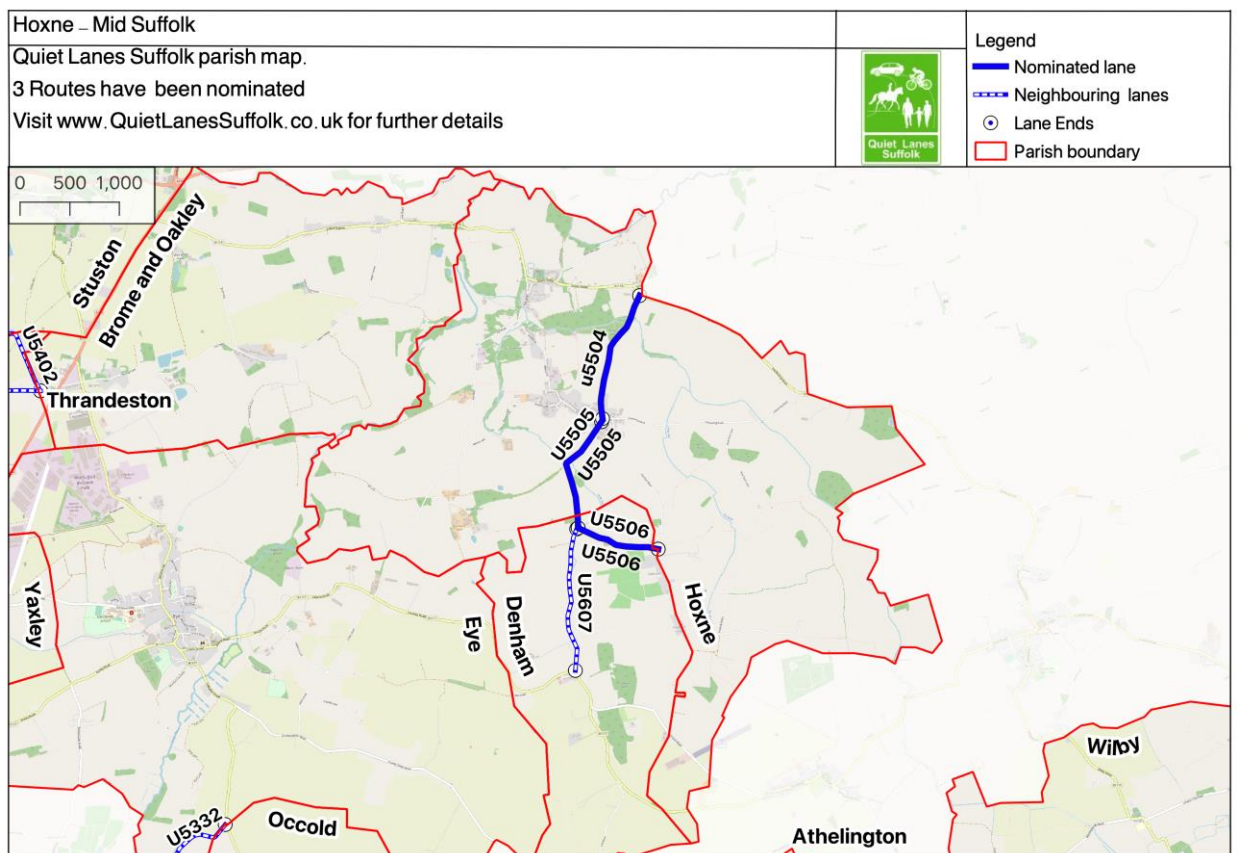 Hoxne – Mid Suffolk
Quiet Lanes Suffolk parish map.
3 Routes have been nominated
Visit www.QuietLanesSuffolk.co.uk for further details
Quiet Lanes
Suffolk
Legend
Nominated lane
Neighbouring lanes
Lane Ends
Parish boundary
0 500 1,000
Stuston
Brome and Oakley
U5402
Thrandeston
u5504
U5505
U5505
U5506
U5506
U5607
Yaxley
Eye
Denham
Hoxne
U5332
Occold
Wilby
Athelington